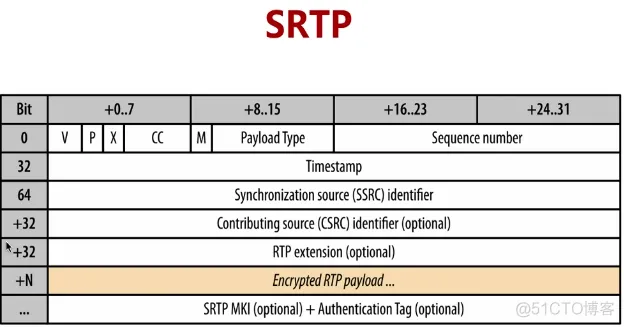 SRTP
Bit +0..7 +8..15 +16..23 +24..31
0 V P X CC M Payload Type Sequence number
32 Timestamp
64 Synchronization source (SSRC) identifier
+32 Contributing source (CSRC) identifier (optional)
+32 RTP extension (optional)
+N Encrypted RTP payload ...
... SRTP MKI (optional) + Authentication Tag (optional)
@51CTO博客